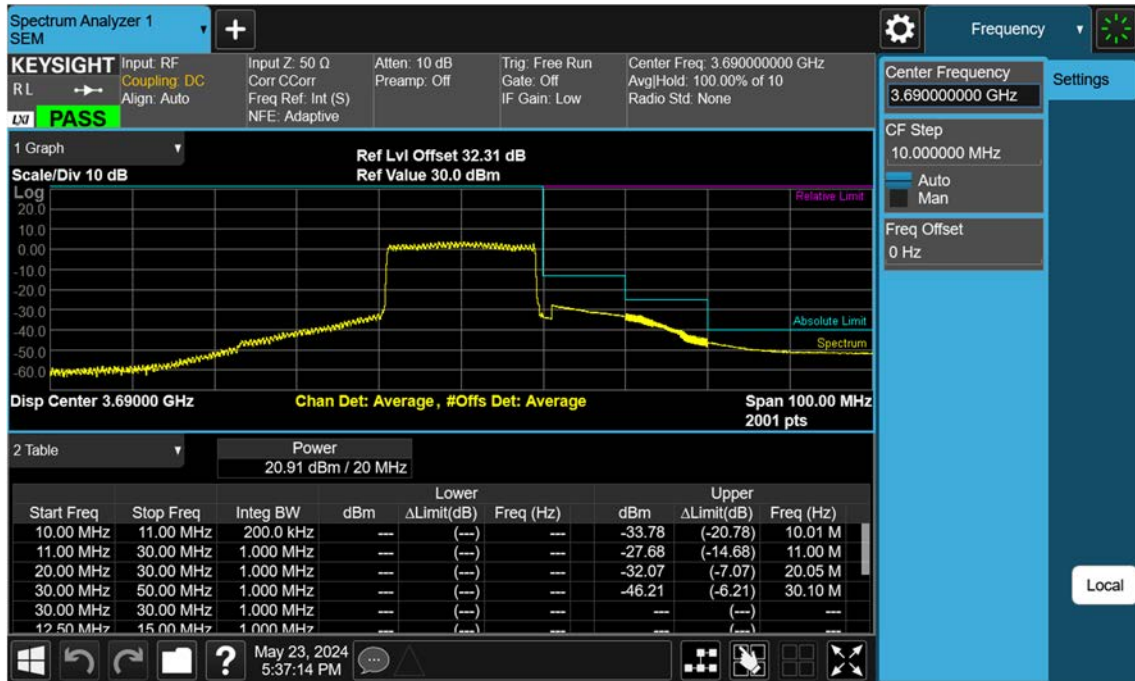 Spectrum Analyzer 1
SEM
Frequency
KEYSIGHT
RL
LXI PASS
Input: RF
Coupling: DC
Align: Auto
Input Z: 50 Ω
Corr CCorr
Freq Ref: Int (S)
NFE: Adaptive
Atten: 10 dB
Preamp: Off
Trig: Free Run
Gate: Off
IF Gain: Low
Center Freq: 3.690000000 GHz
Avg|Hold: 100.00% of 10
Radio Std: None
Center Frequency
3.690000000 GHz
Settings
CF Step
10.000000 MHz
Auto
Man
Freq Offset
0 Hz
Local
1 Graph
Scale/Div 10 dB
Ref Lvl Offset 32.31 dB
Ref Value 30.0 dBm
Log
20.0
10.0
0.00
-10.0
-20.0
-30.0
-40.0
-50.0
-60.0
Relative Limit
Absolute Limit
Spectrum
Disp Center 3.69000 GHz
Chan Det: Average, #Offs Det: Average
Span 100.00 MHz
2001 pts
2 Table
Power
20.91 dBm / 20 MHz
Lower Upper
Start Freq Stop Freq Integ BW dBm ΔLimit(dB) Freq (Hz) dBm ΔLimit(dB) Freq (Hz)
10.00 MHz 11.00 MHz 200.0 kHz --- (---) --- -33.78 (-20.78) 10.01 M
11.00 MHz 30.00 MHz 1.000 MHz --- (---) --- -27.68 (-14.68) 11.00 M
20.00 MHz 30.00 MHz 1.000 MHz --- (---) --- -32.07 (-7.07) 20.05 M
30.00 MHz 50.00 MHz 1.000 MHz --- (---) --- -46.21 (-6.21) 30.10 M
30.00 MHz 30.00 MHz 1.000 MHz --- (---) --- --- (---) ---
12.50 MHz 15.00 MHz 1.000 MHz --- (---) --- --- (---) ---
?
May 23, 2024
5:37:14 PM